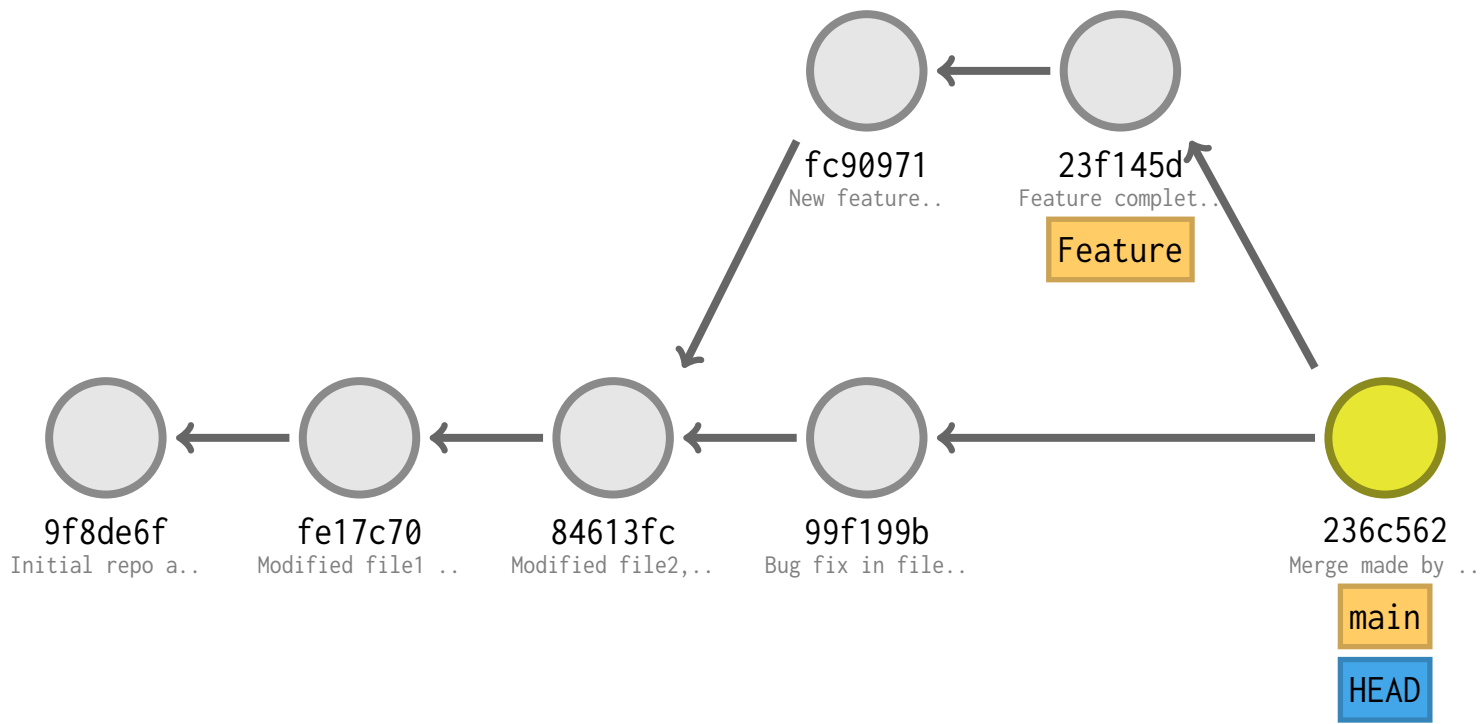 fc90971
New feature..
23f145d
Feature complet..
Feature
9f8de6f
Initial repo a..
fe17c70
Modified file1 ..
84613fc
Modified file2,..
99f199b
Bug fix in file..
236c562
Merge made by ..
main
HEAD